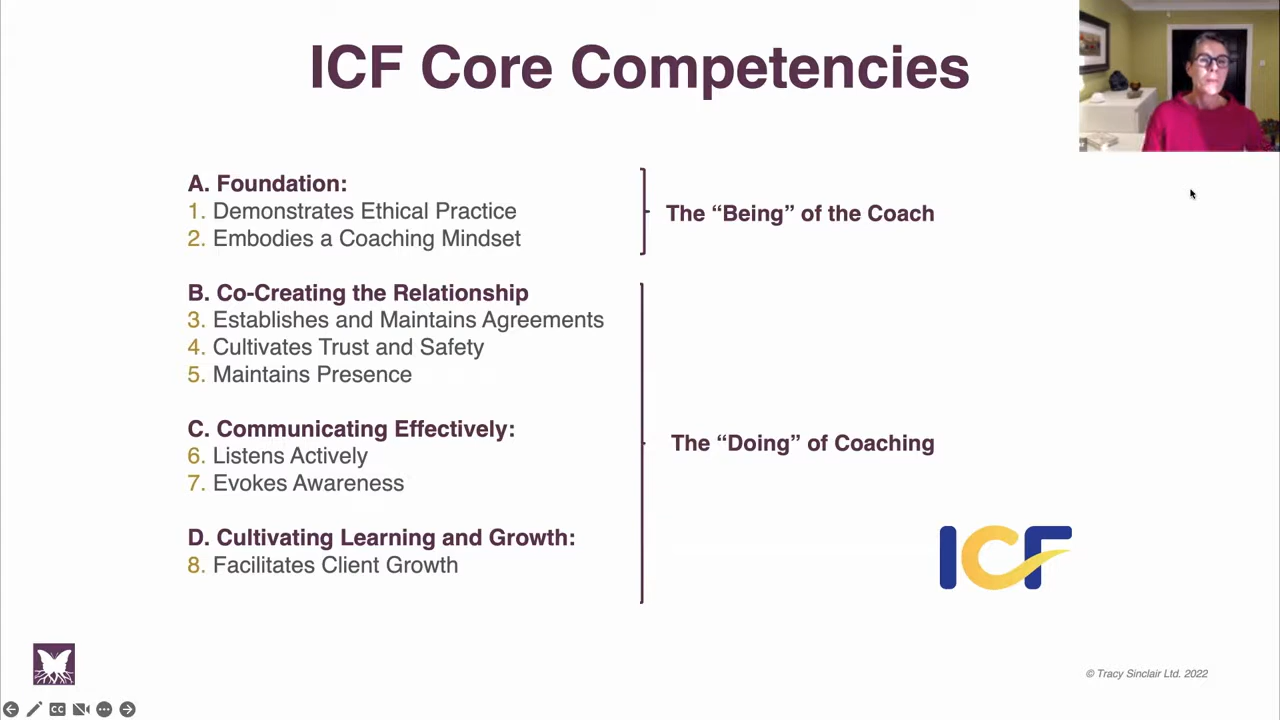 ICF Core Competencies
A. Foundation:
1. Demonstrates Ethical Practice
2. Embodies a Coaching Mindset
The “Being” of the Coach
B. Co-Creating the Relationship
3. Establishes and Maintains Agreements
4. Cultivates Trust and Safety
5. Maintains Presence
C. Communicating Effectively:
6. Listens Actively
7. Evokes Awareness
The “Doing” of Coaching
D. Cultivating Learning and Growth:
8. Facilitates Client Growth
ICF
© Tracy Sinclair Ltd. 2022
CC